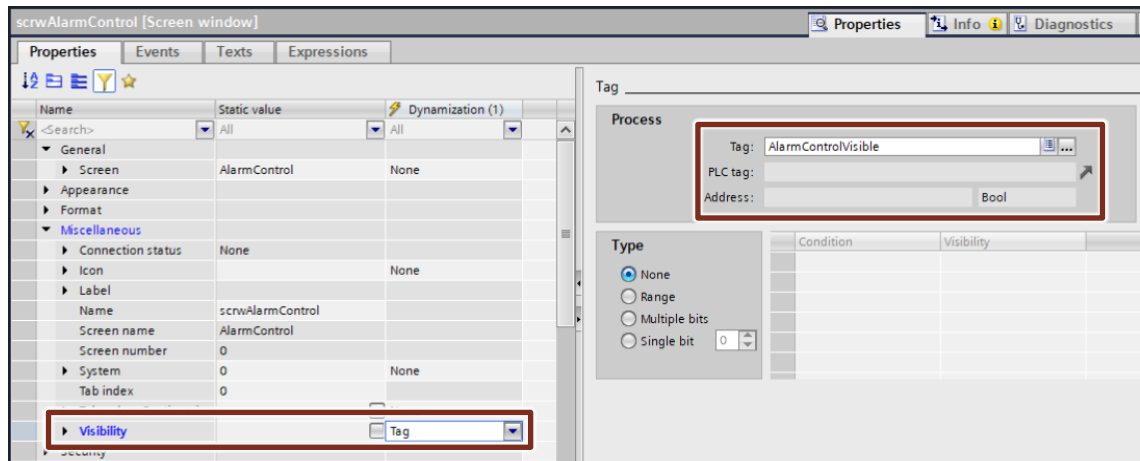 scrwAlarmControl [Screen window]
Properties Info Diagnostics
Properties Events Texts Expressions
Name Static value Dynamization (1)
<Search> All All
General
Screen AlarmControl None
Appearance
Format
Miscellaneous
Connection status None
Icon None
Label
Name scrwAlarmControl
Screen name AlarmControl
Screen number 0
System 0 None
Tab index 0
Visibility Tag
Security
Tag
Process
Tag: AlarmControlVisible ...
PLC tag:
Address: Bool
Type
None
Range
Multiple bits
Single bit 0
Condition Visibility